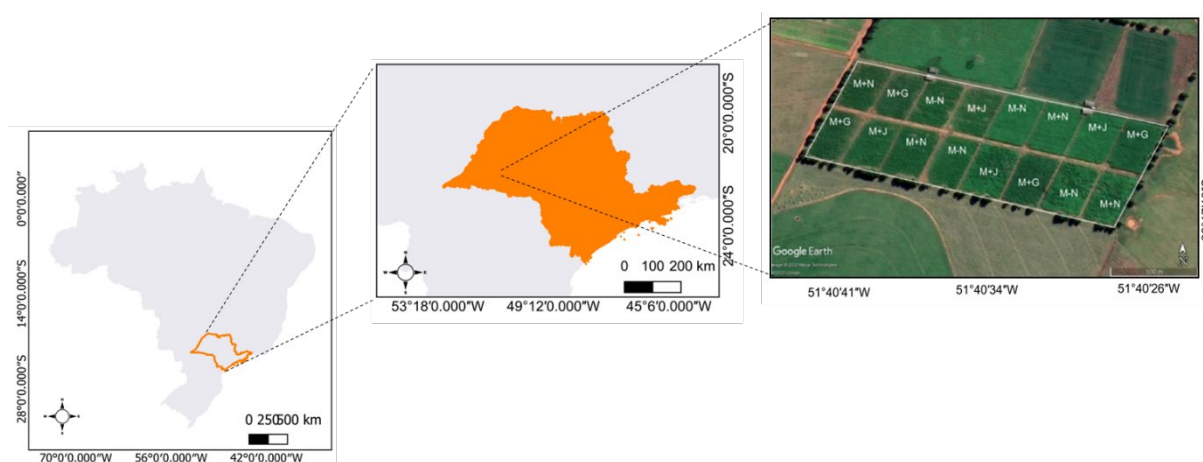 0°0'0.000"
14°0'0.000"S
28°0'0.000"S
0 250500 km
70°0'0.000"W 56°0'0.000"W 42°0'0.000"W
20°0'0.000"S
24°0'0.000"S
0 100 200 km
53°18'0.000"W 49°12'0.000"W 45°6'0.000"W
M+N M+G M-N M+J M-N M+N M+J M+G
M+G M+J M+N M-N M+J M+G M-N M+N
Google Earth
100 m
51°40'41"W 51°40'34"W 51°40'26"W